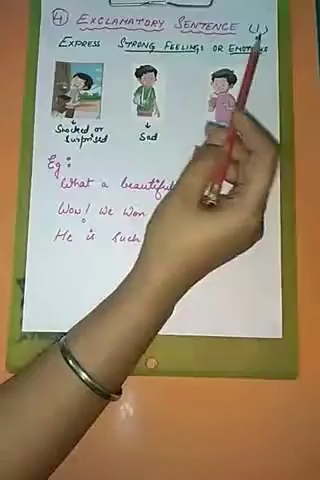 4 EXCLAMATORY SENTENCE (!)
EXPRESS STRONG FEELINGS OR EMOTIONS
Shocked or
surprised
Sad
Eg:
What a beautiful
Wow! We won
He is such